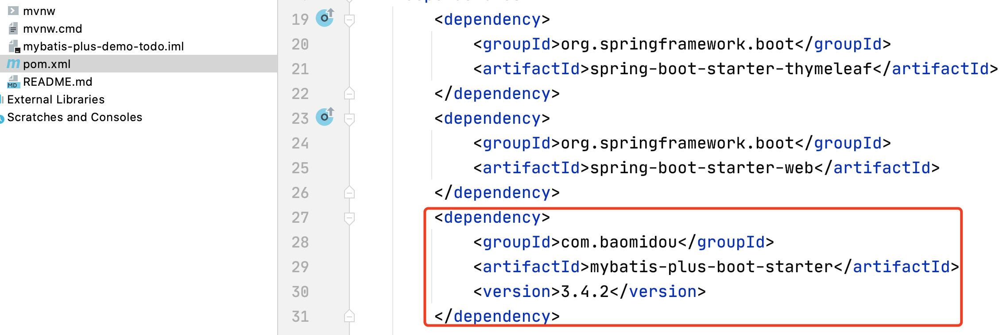 mvnw
mvnw.cmd
mybatis-plus-demo-todo.iml
pom.xml
README.md
External Libraries
Scratches and Consoles
19 <dependency>
20 <groupId>org.springframework.boot</groupId>
21 <artifactId>spring-boot-starter-thymeleaf</artifactId>
22 </dependency>
23 <dependency>
24 <groupId>org.springframework.boot</groupId>
25 <artifactId>spring-boot-starter-web</artifactId>
26 </dependency>
27 <dependency>
28 <groupId>com.baomidou</groupId>
29 <artifactId>mybatis-plus-boot-starter</artifactId>
30 <version>3.4.2</version>
31 </dependency>